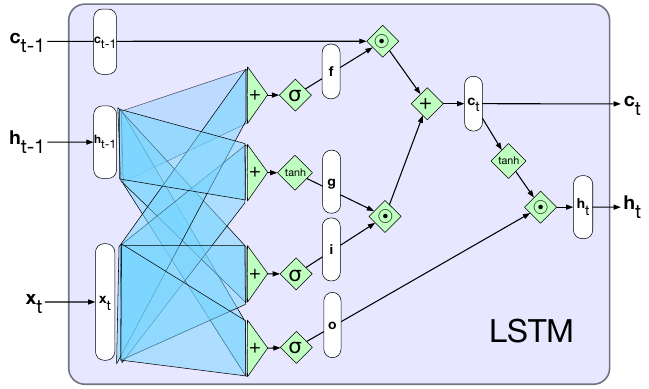 c_{t-1}
c_{t-1}
f
c_t
c_t
+
σ
+
h_{t-1}
h_{t-1}
+
tanh
g
tanh
h_t
h_t
i
+
σ
x_t
x_t
o
+
σ
LSTM